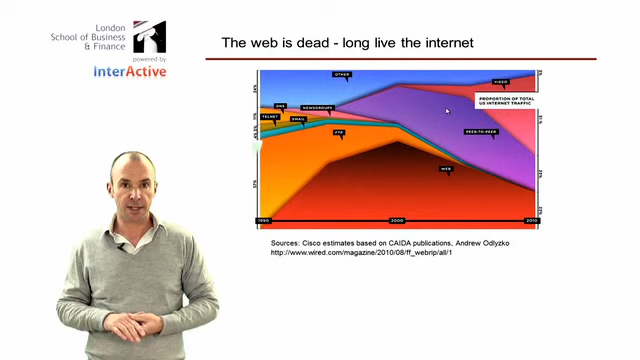 London
School of Business
& Finance
powered by
InterActive
The web is dead - long live the internet
OTHER
VIDEO
DNS
NEWSGROUPS
TELNET
EMAIL
FTP
PROPORTION OF TOTAL
US INTERNET TRAFFIC
PEER-TO-PEER
WEB
1990
2000
2010
Sources: Cisco estimates based on CAIDA publications, Andrew Odlyzko
http://www.wired.com/magazine/2010/08/ff_webrip/all/1